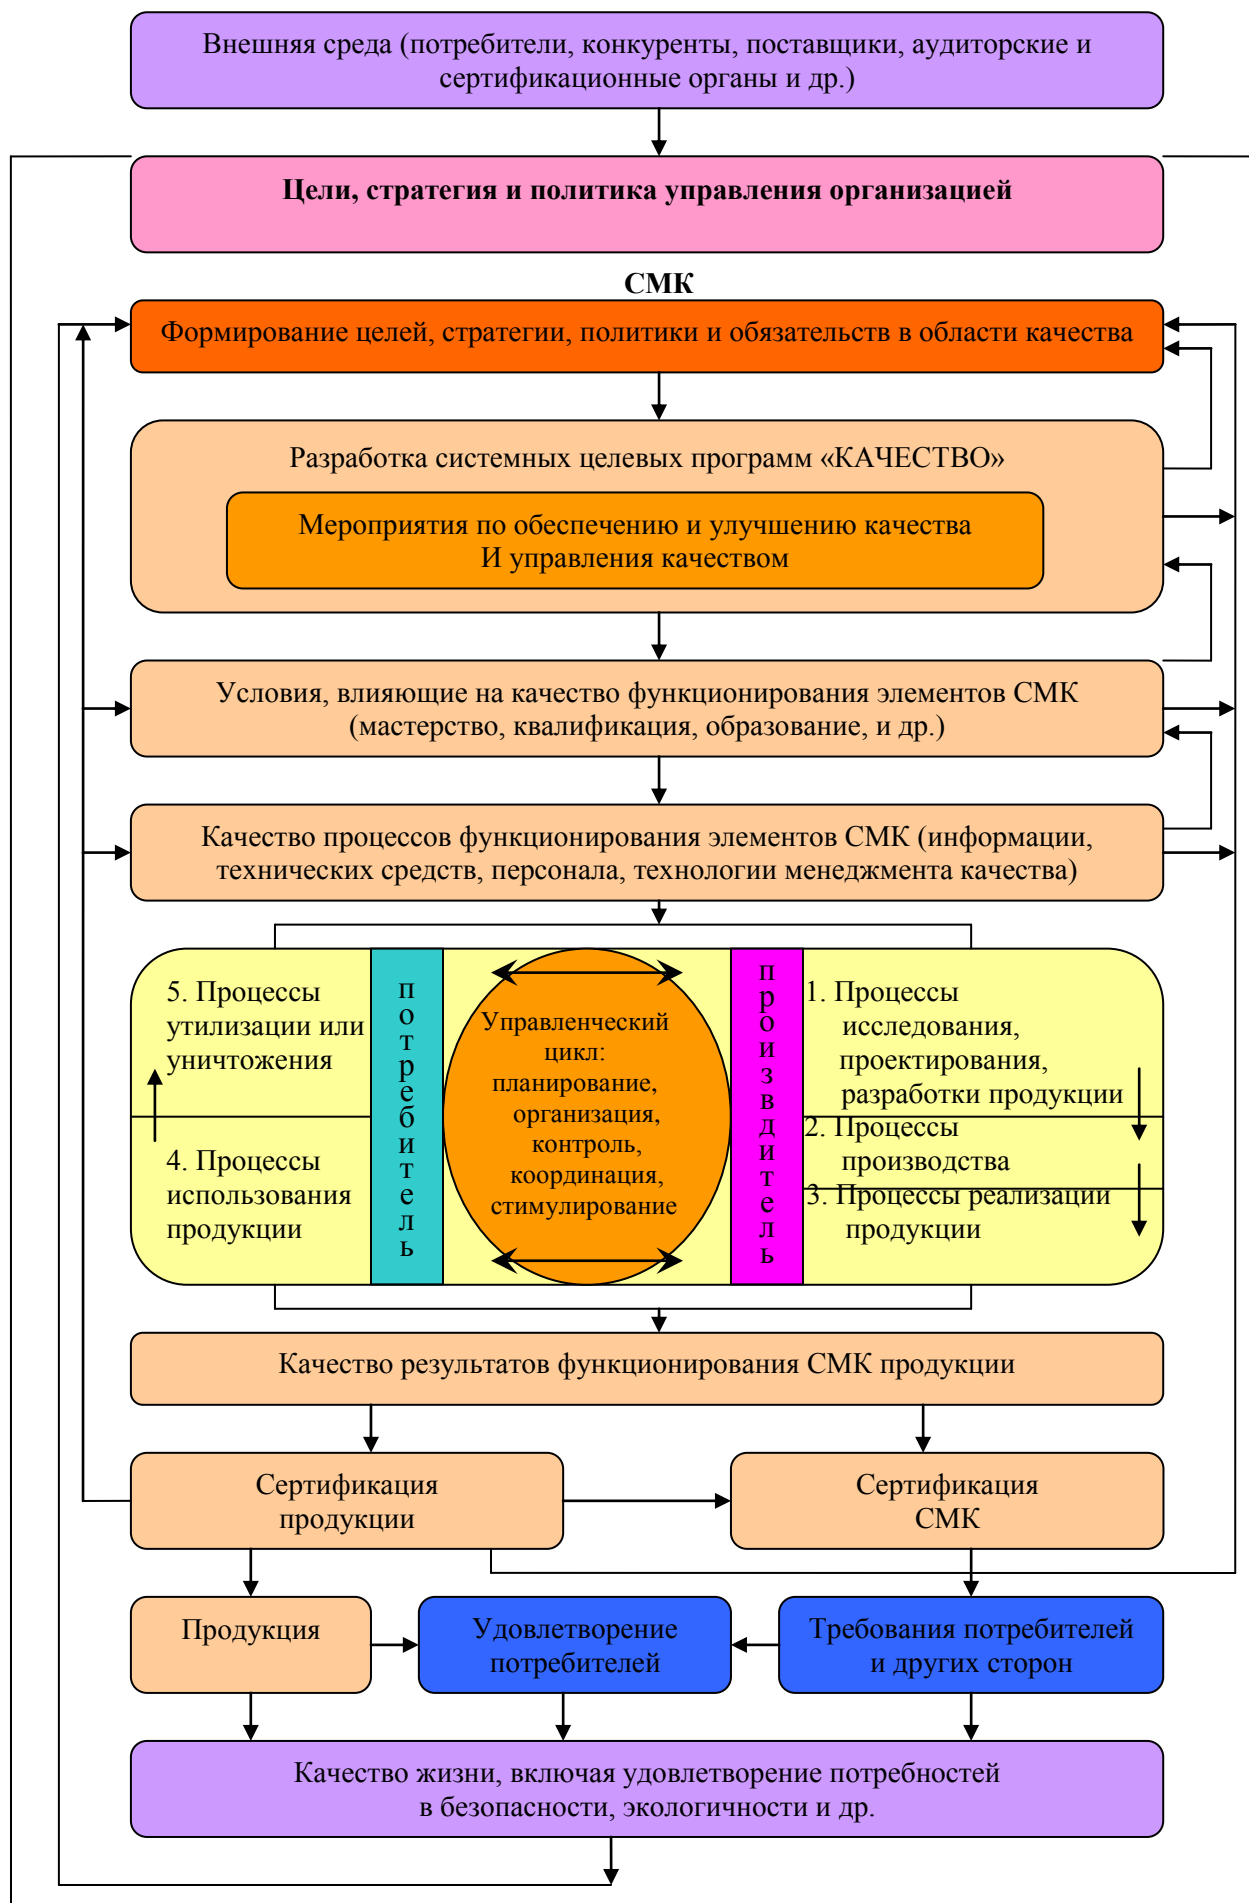 Внешняя среда (потребители, конкуренты, поставщики, аудиторские и
сертификационные органы и др.)
Цели, стратегия и политика управления организацией
СМК
Формирование целей, стратегии, политики и обязательств в области качества
Разработка системных целевых программ «КАЧЕСТВО»
Мероприятия по обеспечению и улучшению качества
И управления качеством
Условия, влияющие на качество функционирования элементов СМК
(мастерство, квалификация, образование, и др.)
Качество процессов функционирования элементов СМК (информации,
технических средств, персонала, технологии менеджмента качества)
5. Процессы
утилизации или
уничтожения
4. Процессы
использования
продукции
потребитель
Управленческий
цикл:
планирование,
организация,
контроль,
координация,
стимулирование
произвдитель
1. Процессы
исследования,
проектирования,
разработки продукции
2. Процессы
производства
3. Процессы реализации
продукции
Качество результатов функционирования СМК продукции
Сертификация
продукции
Сертификация
СМК
Продукция
Удовлетворение
потребителей
Требования потребителей
и других сторон
Качество жизни, включая удовлетворение потребностей
в безопасности, экологичности и др.